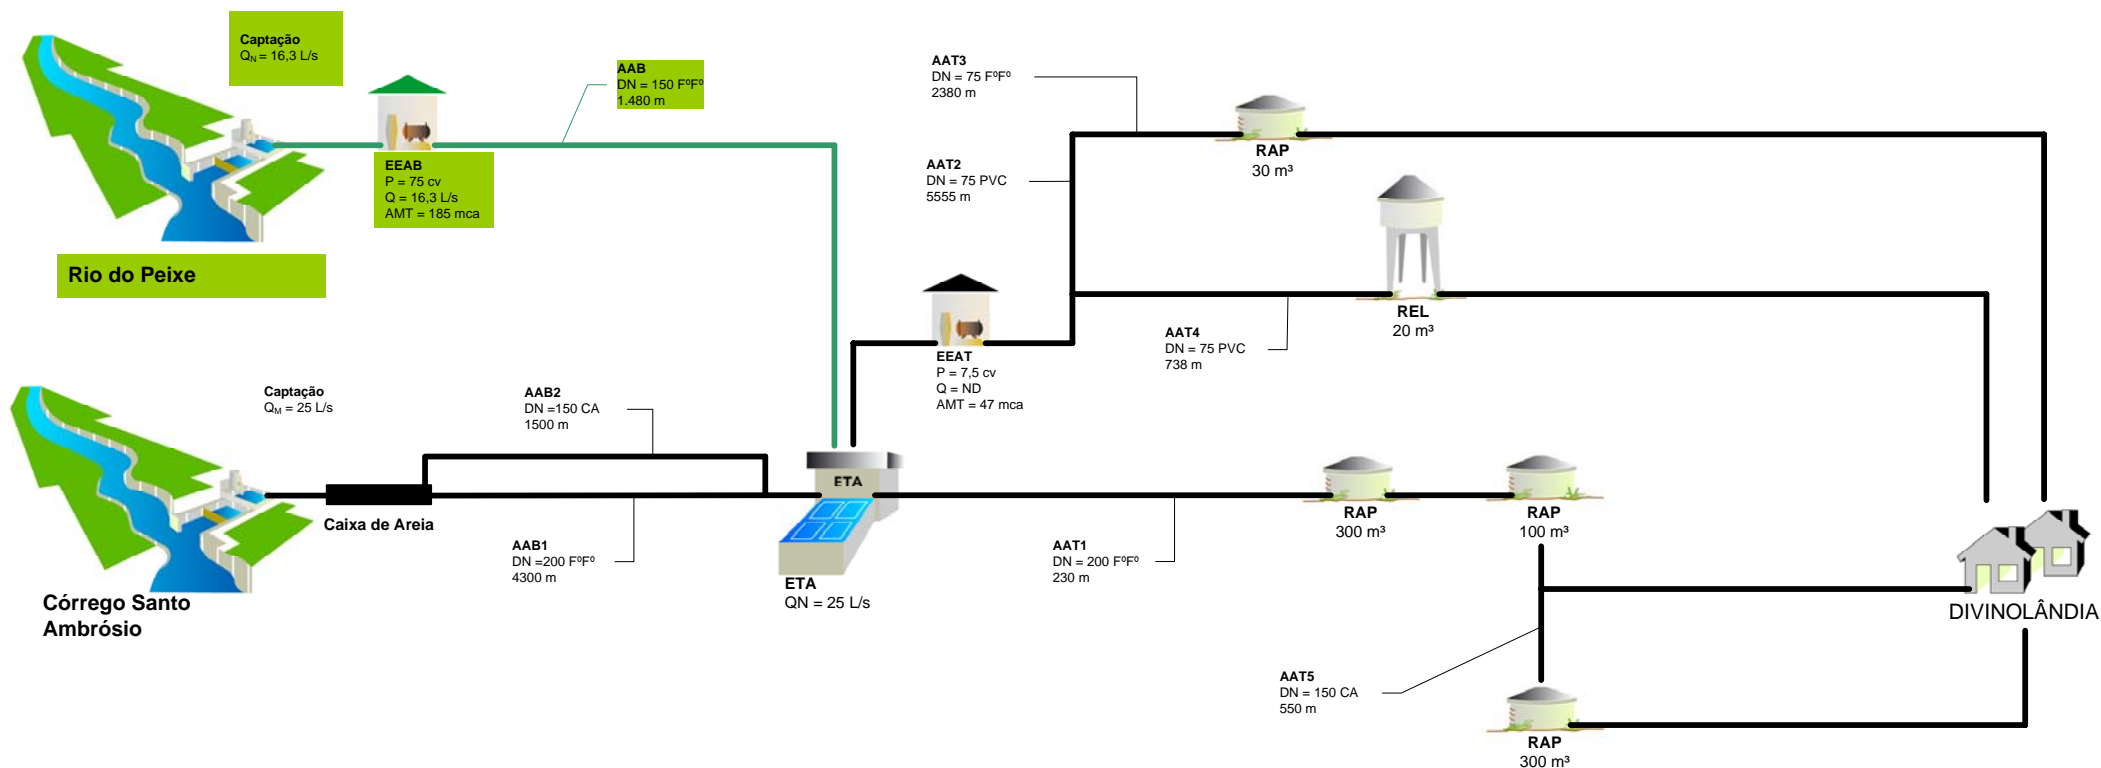 Captação
QN = 16,3 L/s
AAB
DN = 150 FºFº
1.480 m
EEAB
P = 75 cv
Q = 16,3 L/s
AMT = 185 mca
Rio do Peixe
AAT3
DN = 75 FºFº
2380 m
RAP
30 m³
AAT2
DN = 75 PVC
5555 m
REL
20 m³
AAT4
DN = 75 PVC
738 m
EEAT
P = 7,5 cv
Q = ND
AMT = 47 mca
Captação
QM = 25 L/s
AAB2
DN =150 CA
1500 m
Caixa de Areia
AAB1
DN =200 FºFº
4300 m
Córrego Santo
Ambrósio
ETA
ETA
QN = 25 L/s
AAT1
DN = 200 FºFº
230 m
RAP
300 m³
RAP
100 m³
DIVINOLÂNDIA
AAT5
DN = 150 CA
550 m
RAP
300 m³